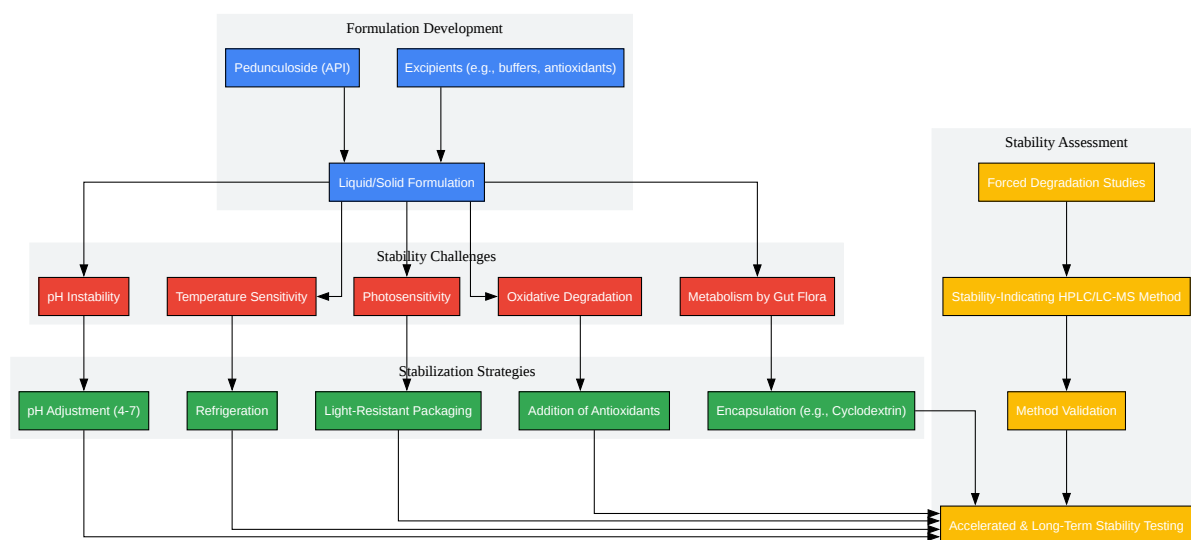 Formulation Development
Pedunculoside (API)
Excipients (e.g., buffers, antioxidants)
Liquid/Solid Formulation
Stability Challenges
pH Instability
Temperature Sensitivity
Photosensitivity
Oxidative Degradation
Metabolism by Gut Flora
Stabilization Strategies
pH Adjustment (4-7)
Refrigeration
Light-Resistant Packaging
Addition of Antioxidants
Encapsulation (e.g., Cyclodextrin)
Stability Assessment
Forced Degradation Studies
Stability-Indicating HPLC/LC-MS Method
Method Validation
Accelerated & Long-Term Stability Testing